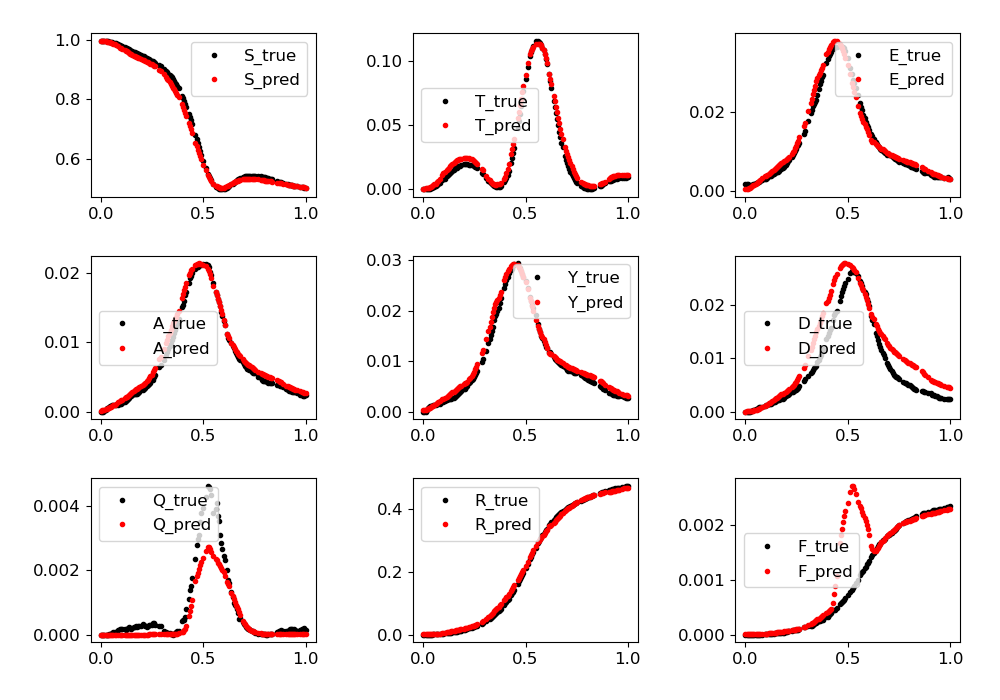 1.0
0.8
0.6
0.0 0.5 1.0
S_true
S_pred
0.10
0.05
0.00
0.0 0.5 1.0
T_true
T_pred
0.02
0.00
0.0 0.5 1.0
E_true
E_pred
0.02
0.01
0.00
0.0 0.5 1.0
A_true
A_pred
0.03
0.02
0.01
0.00
0.0 0.5 1.0
Y_true
Y_pred
0.02
0.01
0.00
0.0 0.5 1.0
D_true
D_pred
0.004
0.002
0.000
0.0 0.5 1.0
Q_true
Q_pred
0.4
0.2
0.0
0.0 0.5 1.0
R_true
R_pred
0.002
0.001
0.000
0.0 0.5 1.0
F_true
F_pred